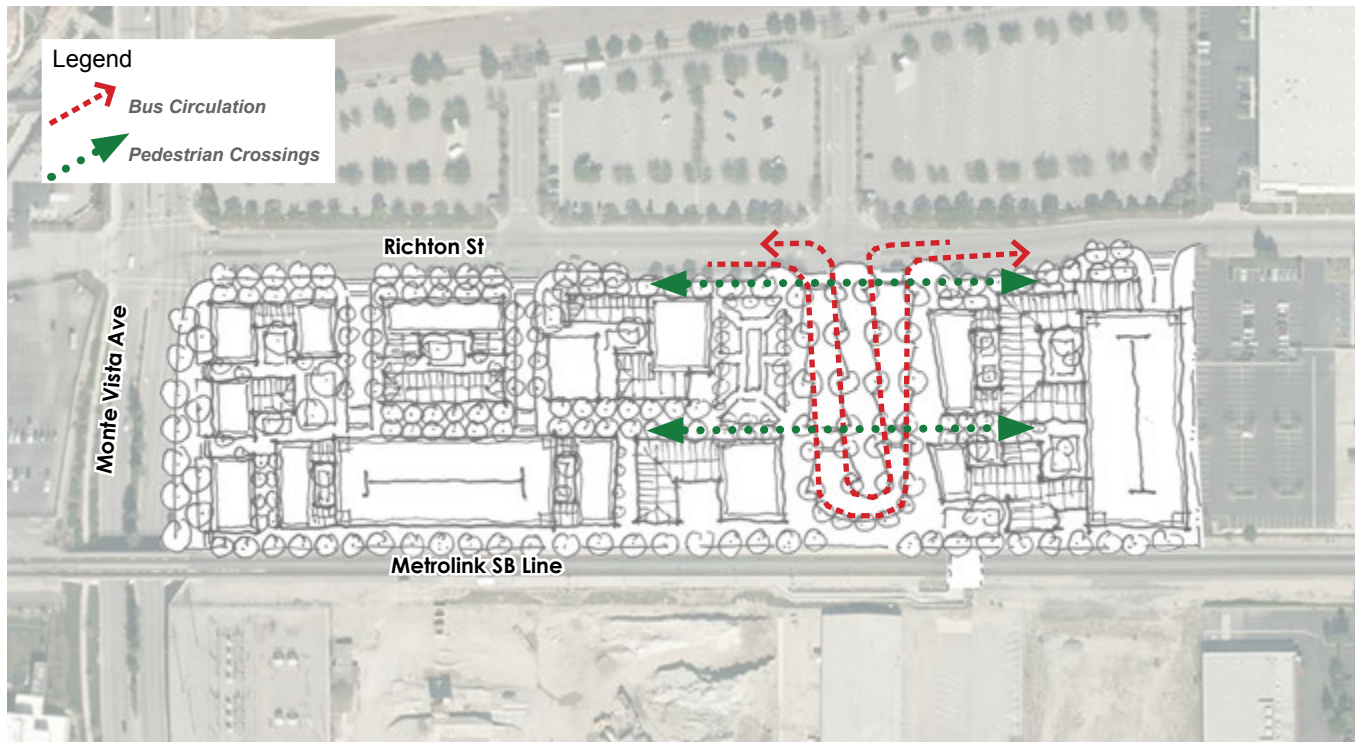 Legend
Bus Circulation
Pedestrian Crossings
Richton St
Monte Vista Ave
Metrolink SB Line